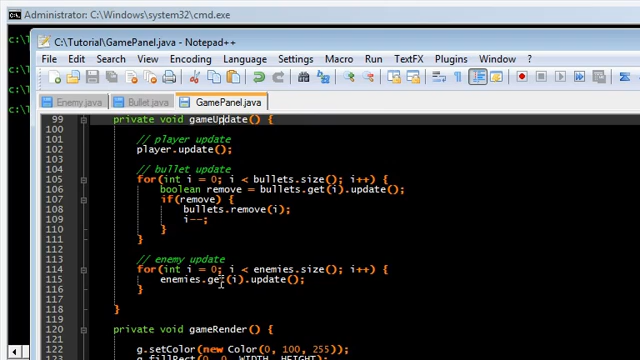 Administrator: C:\Windows\system32\cmd.exe
C:\Tutorial\GamePanel.java - Notepad++
File Edit Search View Encoding Language Settings Macro Run TextFX Plugins Window ?
Enemy.java Bullet.java GamePanel.java
99 private void gameUpdate() {
100
101 // player update
102 player.update();
103
104 // bullet update
105 for(int i = 0; i < bullets.size(); i++) {
106 boolean remove = bullets.get(i).update();
107 if(remove) {
108 bullets.remove(i);
109 i--;
110 }
111 }
112
113 // enemy update
114 for(int i = 0; i < enemies.size(); i++) {
115 enemies.get(i).update();
116 }
117
118 }
119
120 private void gameRender() {
121
122 g.setColor(new Color(0, 100, 255));
123 g.fillRect(0, 0, WIDTH, HEIGHT);